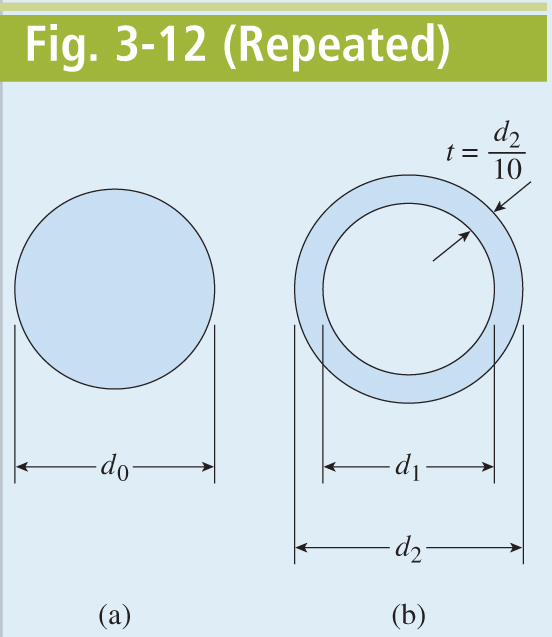 Fig. 3-12 (Repeated)
t = d₂/10
d₀
d₁
d₂
(a)
(b)